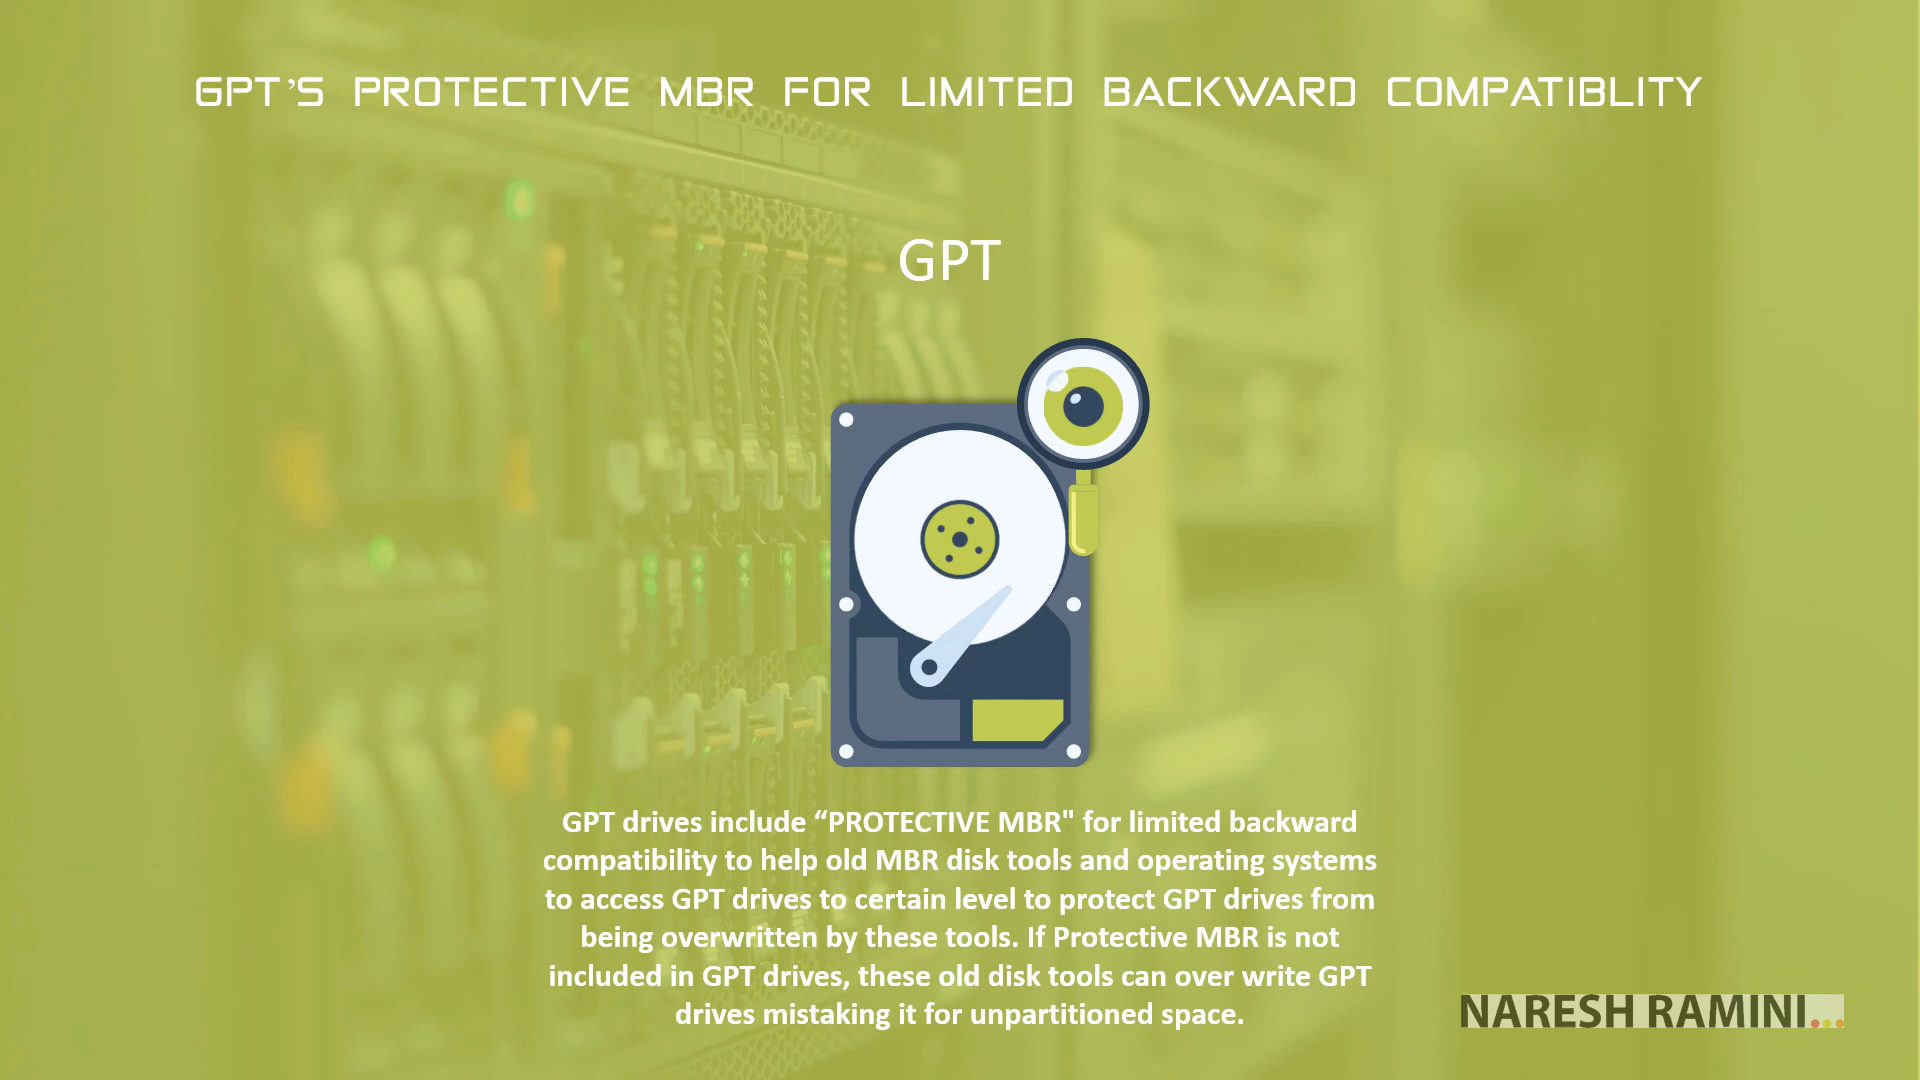 GPT'S PROTECTIVE MBR FOR LIMITED BACKWARD COMPATIBLITY
GPT
GPT drives include “PROTECTIVE MBR" for limited backward
compatibility to help old MBR disk tools and operating systems
to access GPT drives to certain level to protect GPT drives from
being overwritten by these tools. If Protective MBR is not
included in GPT drives, these old disk tools can over write GPT
drives mistaking it for unpartitioned space.
NARESH RAMINI...